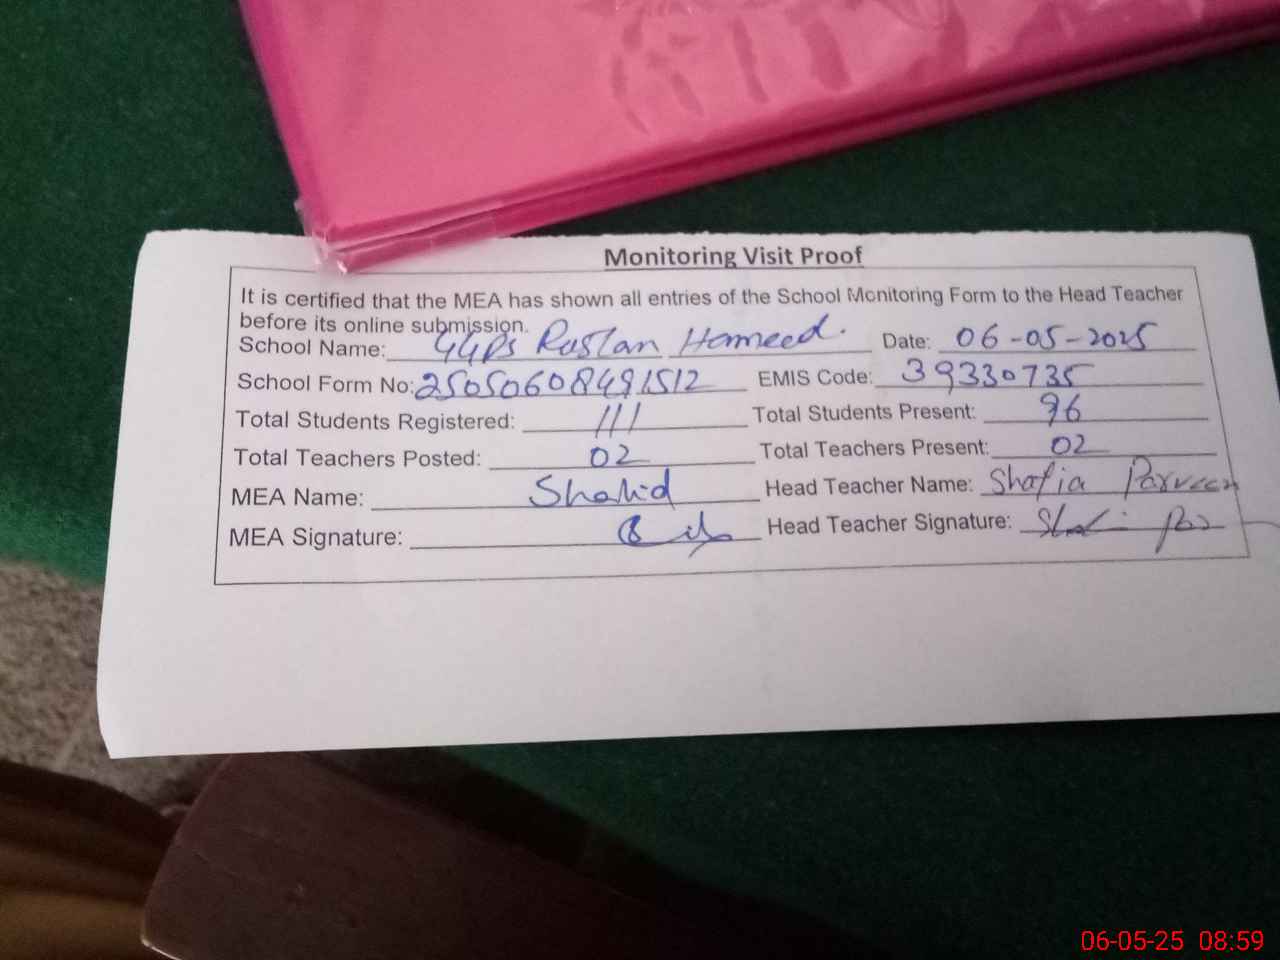 Monitoring Visit Proof
It is certified that the MEA has shown all entries of the School Monitoring Form to the Head Teacher
before its online submission.
School Name: GGPS Ruslan Hameed. Date: 06-05-2025
School Form No: 25050608491512 EMIS Code: 39330735
Total Students Registered: 111 Total Students Present: 96
Total Teachers Posted: 02 Total Teachers Present: 02
MEA Name: Shahid Head Teacher Name: Shafia Parveen
MEA Signature: Head Teacher Signature:
06-05-25 08:59